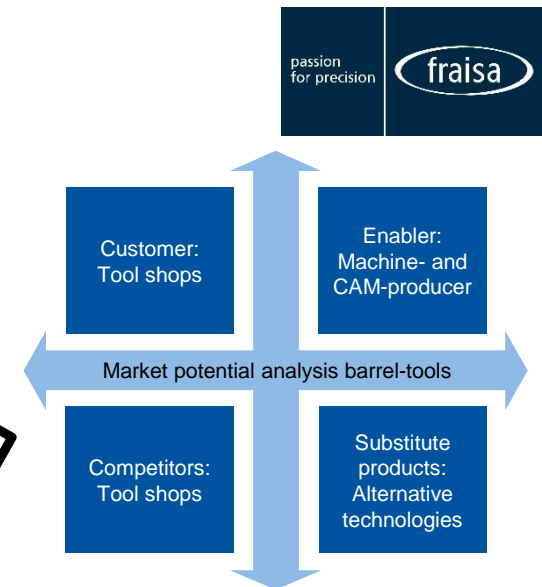 passion
for precision
fraisa
Customer:
Tool shops
Enabler:
Machine- and
CAM-producer
Market potential analysis barrel-tools
Competitors:
Tool shops
Substitute
products:
Alternative
technologies